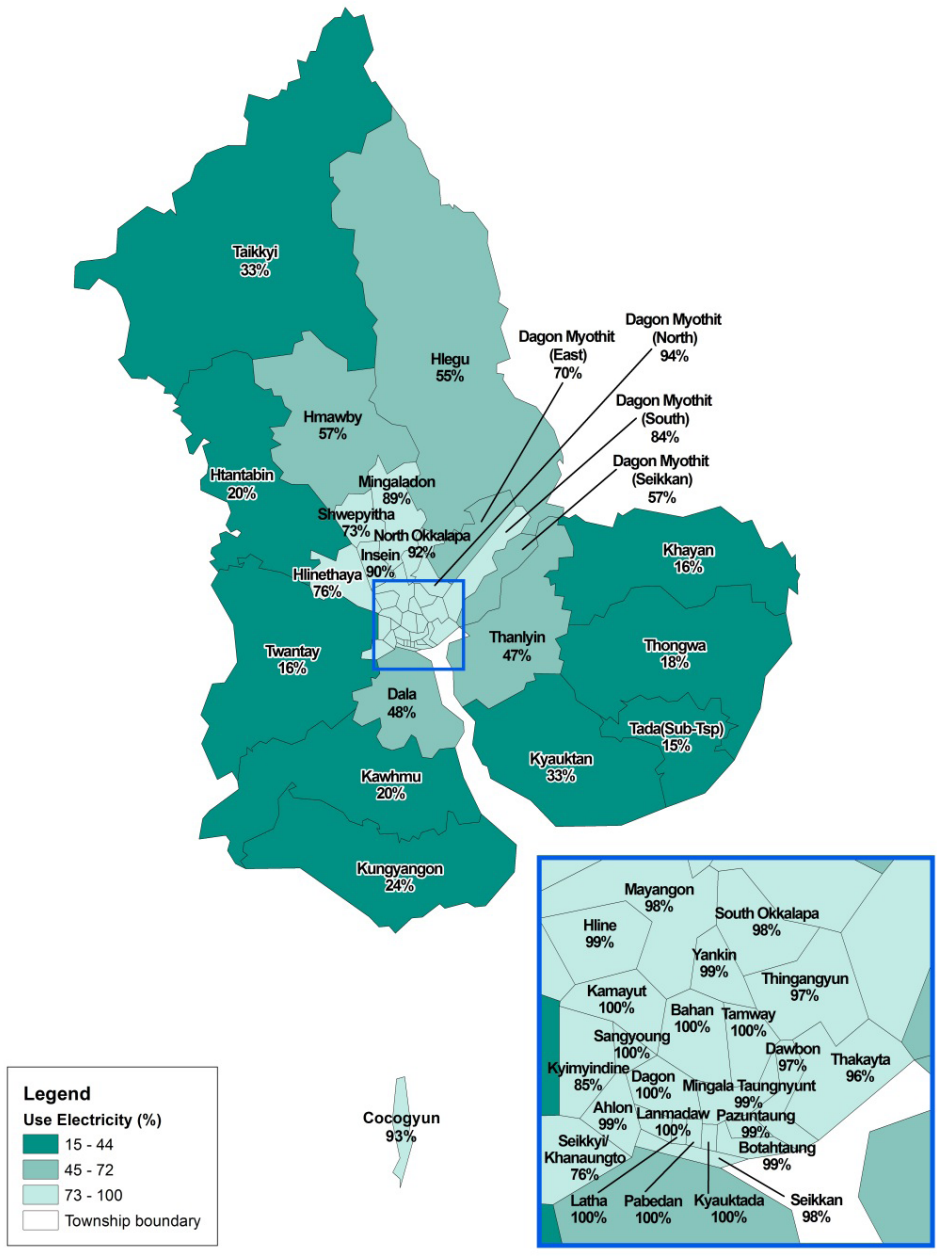 Taikkyi
33%
Hlegu
55%
Dagon Myothit
(East)
70%
Dagon Myothit
(North)
94%
Dagon Myothit
(South)
84%
Dagon Myothit
(Seikkan)
57%
Hmawby
57%
Htantabin
20%
Mingaladon
89%
Shwepyitha
73%
North Okkalapa
92%
Insein
90%
Hlinethaya
76%
Khayan
16%
Twantay
16%
Thanlyin
47%
Thongwa
18%
Dala
48%
Tada(Sub-Tsp)
15%
Kyauktan
33%
Kawhmu
20%
Kungyangon
24%
Cocogyun
93%
Mayangon
98%
South Okkalapa
98%
Hline
99%
Yankin
99%
Thingangyun
97%
Kamayut
100%
Bahan
100%
Tamway
100%
Sangyoung
100%
Dawbon
97%
Thakayta
96%
Kyimyindine
85%
Dagon
100%
Mingala Taungnyunt
99%
Ahlon
99%
Lanmadaw
100%
Pazuntaung
99%
Botahtaung
99%
Seikkyi/
Khanaungto
76%
Latha
100%
Pabedan
100%
Kyauktada
100%
Seikkan
98%
Legend
Use Electricity (%)
15 - 44
45 - 72
73 - 100
Township boundary